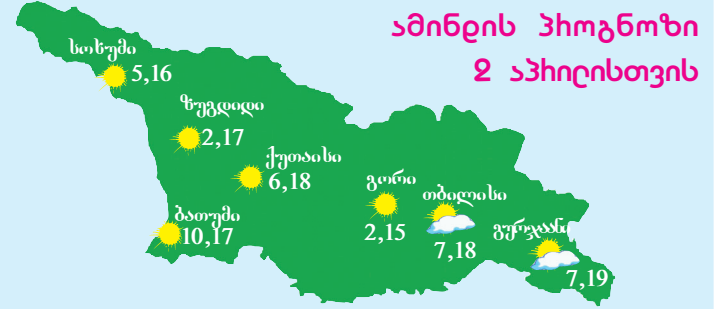 ამინდის პროგნოზი
2 აპრილისთვის
სოხუმი
5,16
ზუგდიდი
2,17
ქუთაისი
6,18
ბათუმი
10,17
გორი
2,15
თბილისი
7,18
გურჯაანი
7,19